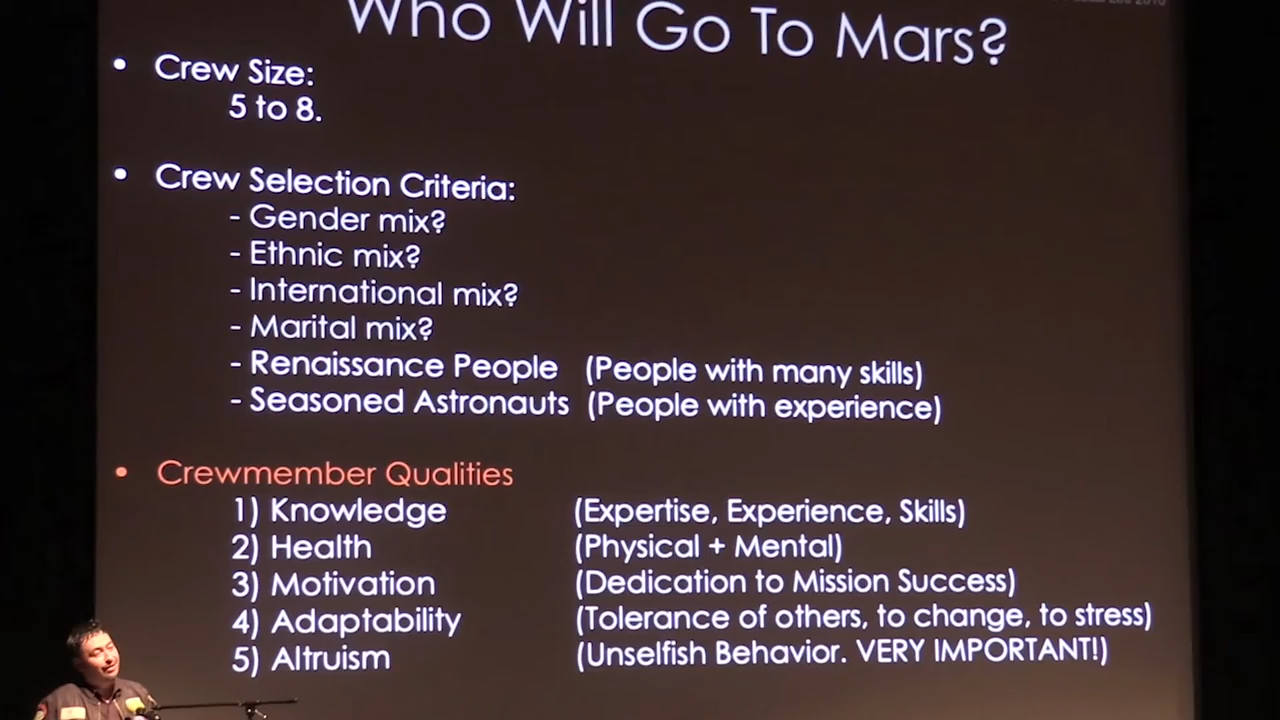 Who Will Go To Mars?
• Crew Size:
5 to 8.
• Crew Selection Criteria:
- Gender mix?
- Ethnic mix?
- International mix?
- Marital mix?
- Renaissance People (People with many skills)
- Seasoned Astronauts (People with experience)
• Crewmember Qualities
1) Knowledge (Expertise, Experience, Skills)
2) Health (Physical + Mental)
3) Motivation (Dedication to Mission Success)
4) Adaptability (Tolerance of others, to change, to stress)
5) Altruism (Unselfish Behavior. VERY IMPORTANT!)